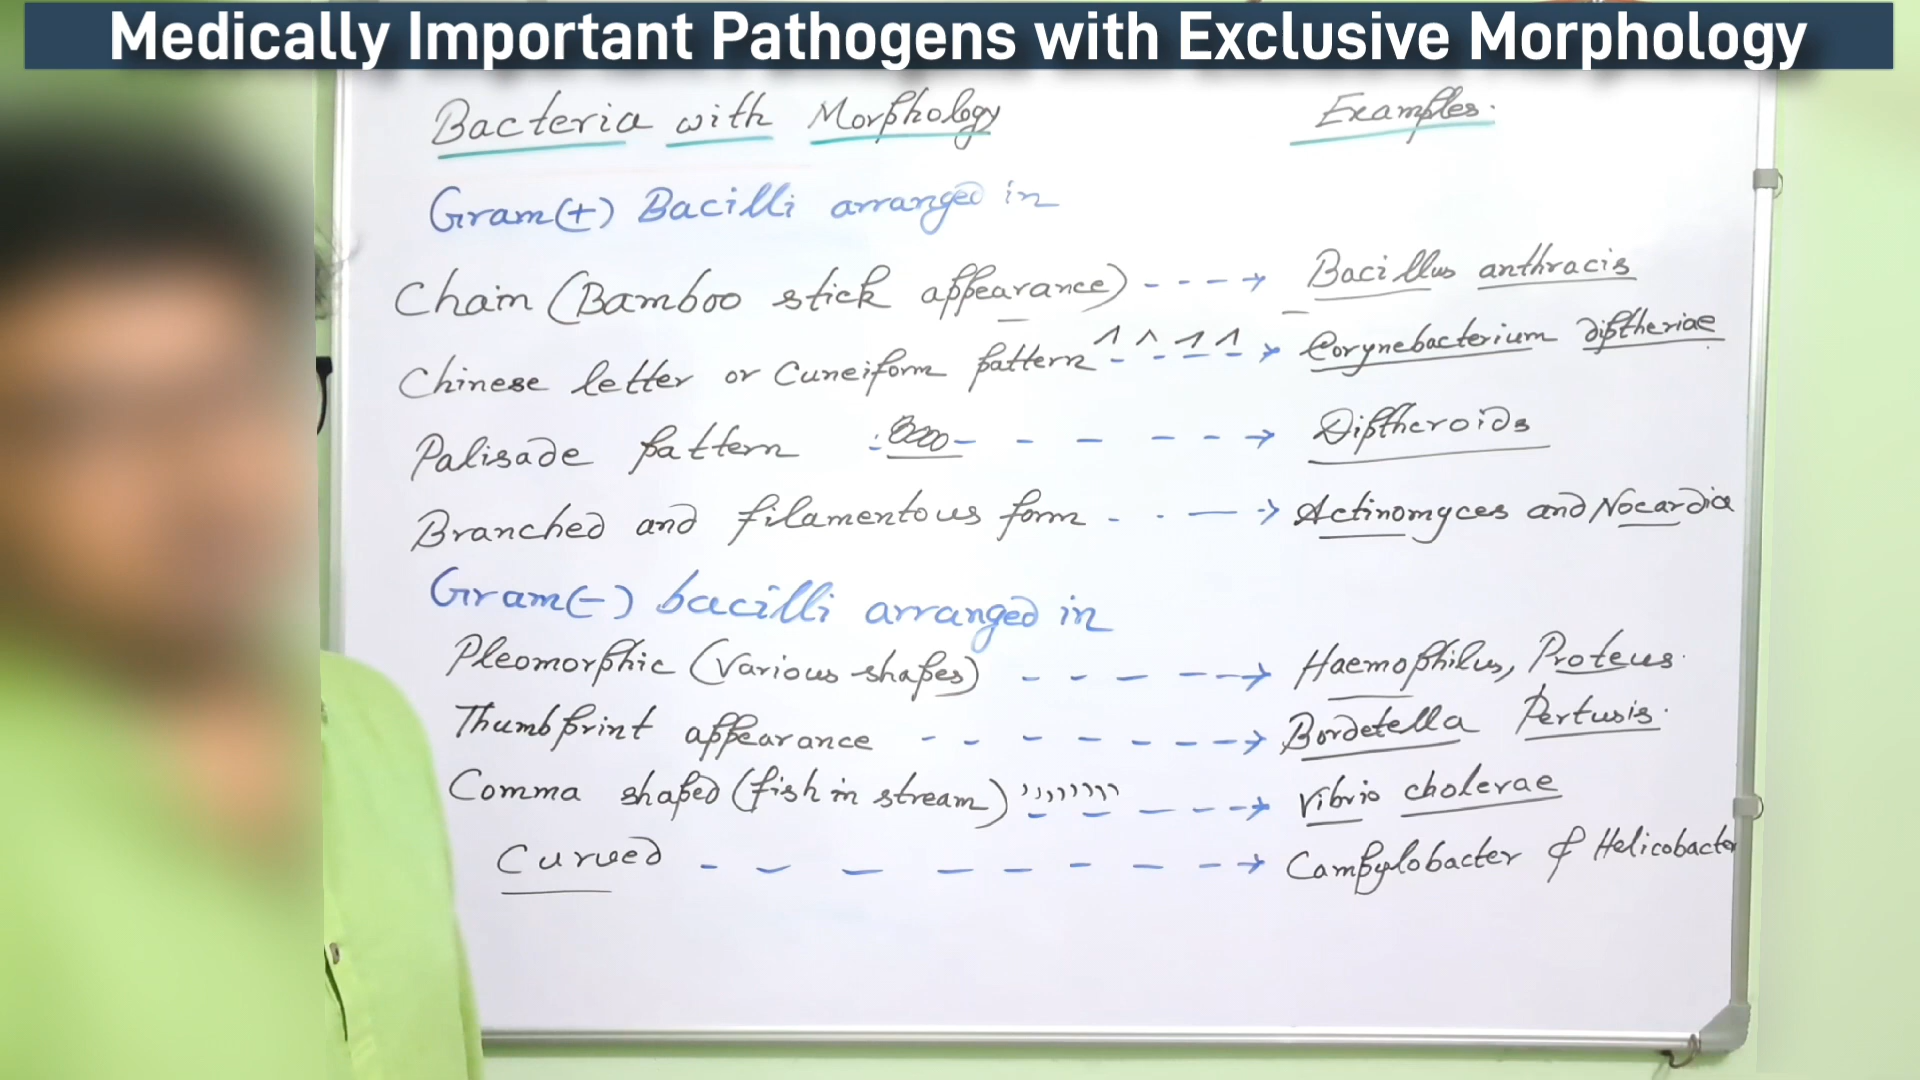 Medically Important Pathogens with Exclusive Morphology
Bacteria with Morphology Examples.
Gram(+) Bacilli arranged in
Chain (Bamboo stick appearance) ----> Bacillus anthracis
Chinese letter or Cuneiform pattern ----> Corynebacterium diptheriae
Palisade pattern ----> Diptheroids
Branched and filamentous form ---> Actinomyces and Nocardia
Gram(-) bacilli arranged in
Pleomorphic (Various shapes) ----> Haemophilus, Proteus.
Thumbprint appearance ----> Bordetella Pertusis.
Comma shaped (fish in stream) ,,,,,,,, ----> Vibrio cholerae
Curved ----> Campylobacter & Helicobacter